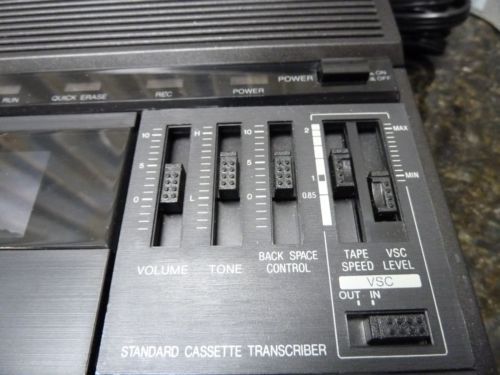 POWER
ON
OFF
RUN
QUICK ERASE
REC
POWER
10
5
0
H
L
10
5
0
2
1
0.85
MAX
MIN
VOLUME
TONE
BACK SPACE
CONTROL
TAPE
SPEED
VSC
LEVEL
VSC
OUT IN
STANDARD CASSETTE TRANSCRIBER